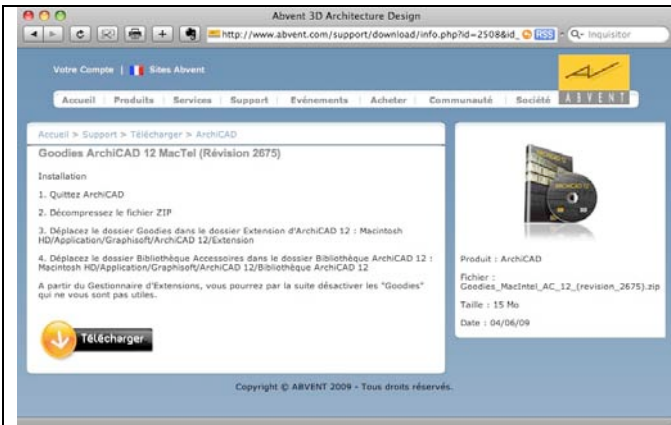 Abvent 3D Architecture Design
http://www.abvent.com/support/download/info.php?id=2508&id_
RSS
Inquisitor
Votre Compte | Sites Abvent
ABVENT
Accueil Produits Services Support Evénements Acheter Communauté Société
Accueil > Support > Télécharger > ArchiCAD
Goodies ArchiCAD 12 MacTel (Révision 2675)
Installation
1. Quittez ArchiCAD
2. Décompressez le fichier ZIP
3. Déplacez le dossier Goodies dans le dossier Extension d'ArchiCAD 12 : Macintosh
HD/Application/Graphisoft/ArchiCAD 12/Extension
4. Déplacez le dossier Bibliothèque Accessoires dans le dossier Bibliothèque ArchiCAD 12 :
Macintosh HD/Application/Graphisoft/ArchiCAD 12/Bibliothèque ArchiCAD 12
A partir du Gestionnaire d'Extensions, vous pourrez par la suite désactiver les "Goodies"
qui ne vous sont pas utiles.
Télécharger
ARCHICAD 12
Produit : ArchiCAD
Fichier :
Goodies_MacIntel_AC_12_(revision_2675).zip
Taille : 15 Mo
Date : 04/06/09
Copyright © ABVENT 2009 - Tous droits réservés.